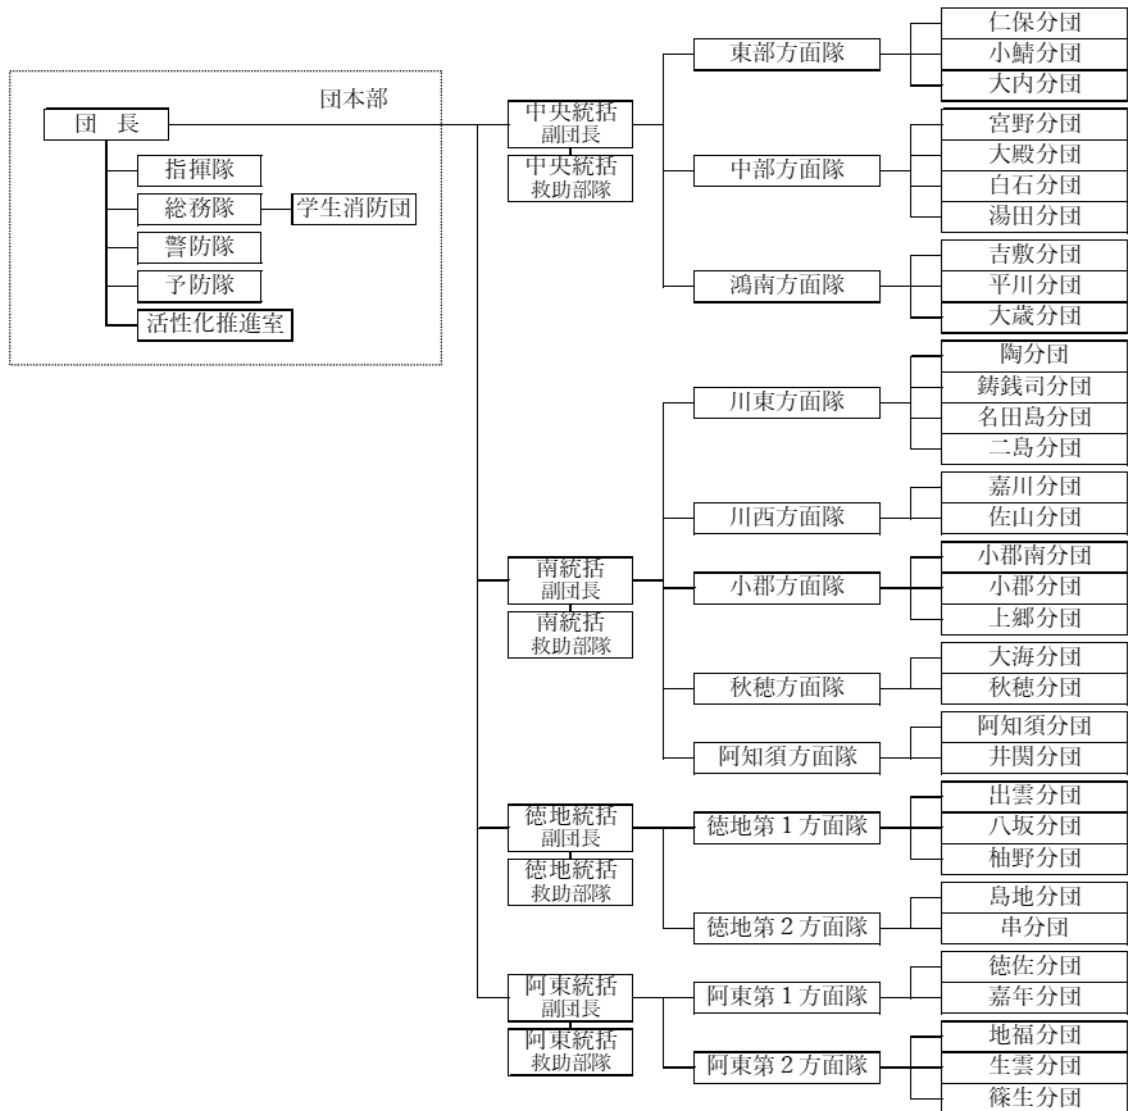 団本部
団 長
指揮隊
総務隊
学生消防団
警防隊
予防隊
活性化推進室
中央統括
副団長
中央統括
救助部隊
東部方面隊
仁保分団
小鯖分団
大内分団
中部方面隊
宮野分団
大殿分団
白石分団
湯田分団
鴻南方面隊
吉敷分団
平川分団
大歳分団
南統括
副団長
南統括
救助部隊
川東方面隊
陶分団
鋳銭司分団
名田島分団
二島分団
川西方面隊
嘉川分団
佐山分団
小郡方面隊
小郡南分団
小郡分団
上郷分団
秋穂方面隊
大海分団
秋穂分団
阿知須方面隊
阿知須分団
井関分団
徳地統括
副団長
徳地統括
救助部隊
徳地第1方面隊
出雲分団
八坂分団
柚野分団
徳地第2方面隊
島地分団
串分団
阿東統括
副団長
阿東統括
救助部隊
阿東第1方面隊
徳佐分団
嘉年分団
阿東第2方面隊
地福分団
生雲分団
篠生分団